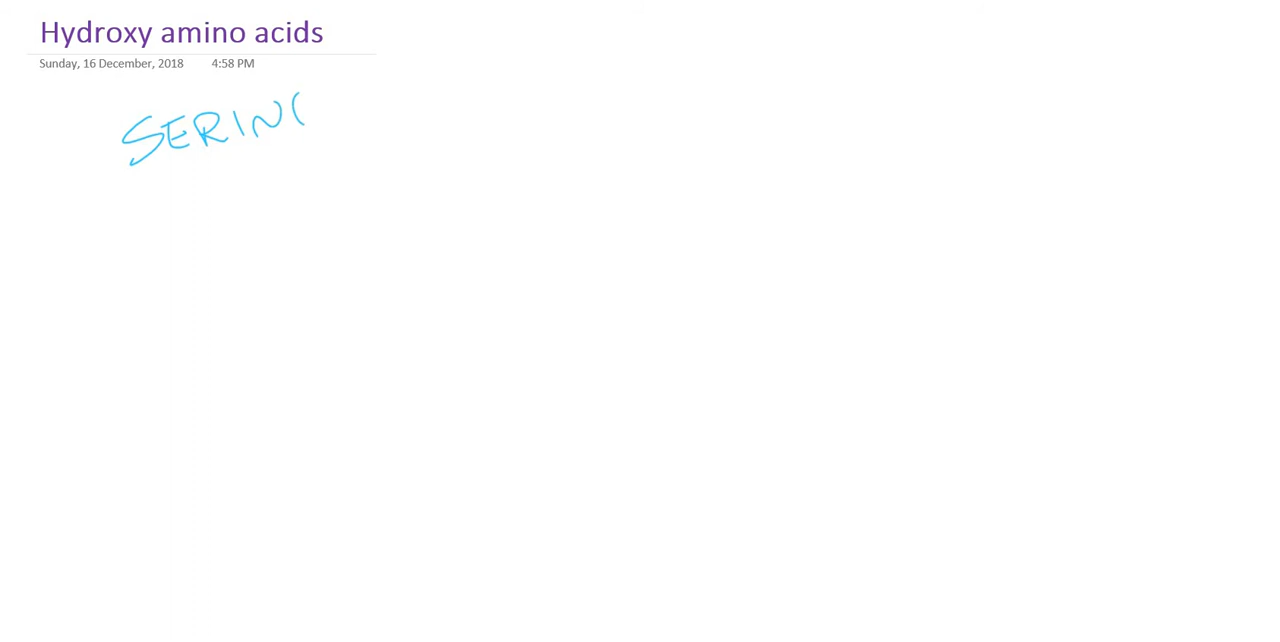 Hydroxy amino acids
Sunday, 16 December, 2018 4:58 PM
SERIN(